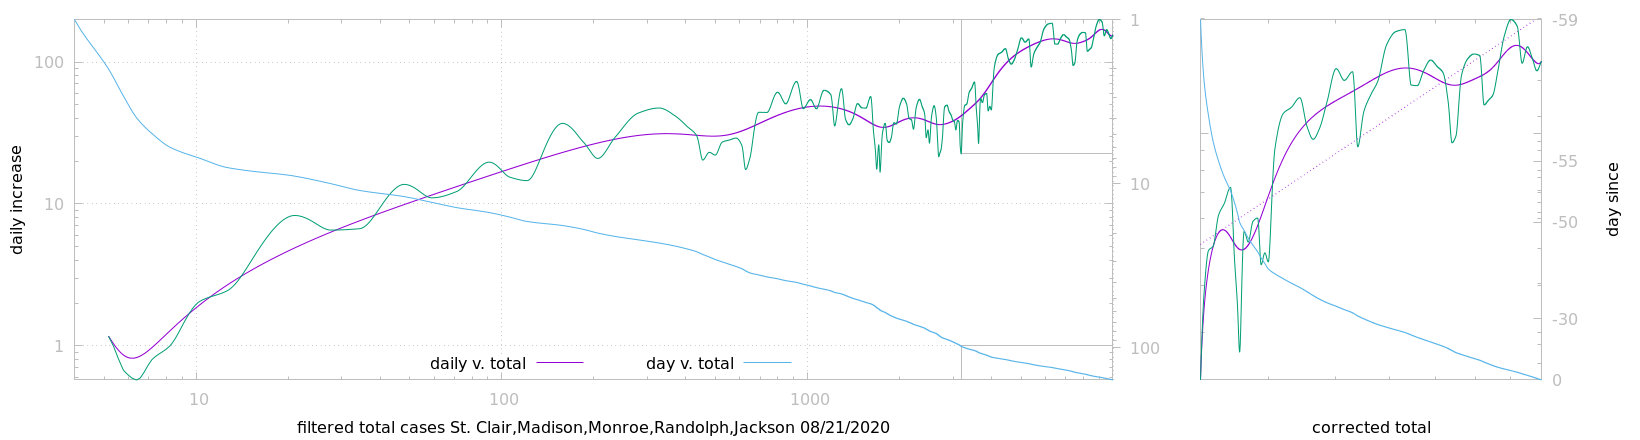 daily increase
100
10
1
daily v. total
day v. total
10
100
1000
filtered total cases St. Clair,Madison,Monroe,Randolph,Jackson 08/21/2020
1
10
100
-59
-55
-50
-30
0
day since
corrected total